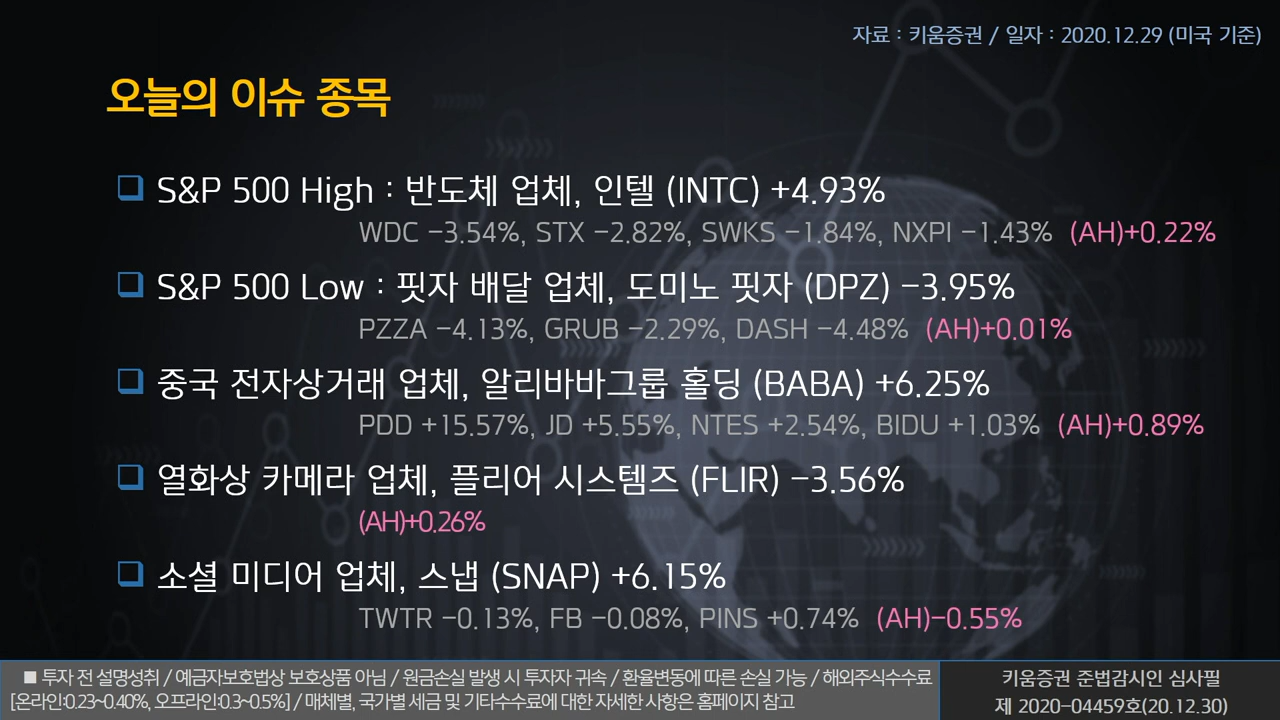 자료 : 키움증권 / 일자 : 2020.12.29 (미국 기준)
오늘의 이슈 종목
❑ S&P 500 High : 반도체 업체, 인텔 (INTC) +4.93%
WDC −3.54%, STX −2.82%, SWKS −1.84%, NXPI −1.43% (AH)+0.22%
❑ S&P 500 Low : 핏자 배달 업체, 도미노 핏자 (DPZ) −3.95%
PZZA −4.13%, GRUB −2.29%, DASH −4.48% (AH)+0.01%
❑ 중국 전자상거래 업체, 알리바바그룹 홀딩 (BABA) +6.25%
PDD +15.57%, JD +5.55%, NTES +2.54%, BIDU +1.03% (AH)+0.89%
❑ 열화상 카메라 업체, 플리어 시스템즈 (FLIR) −3.56%
(AH)+0.26%
❑ 소셜 미디어 업체, 스냅 (SNAP) +6.15%
TWTR −0.13%, FB −0.08%, PINS +0.74% (AH)−0.55%
■ 투자 전 설명성취 / 예금자보호법상 보호상품 아님 / 원금손실 발생 시 투자자 귀속 / 환율변동에 따른 손실 가능 / 해외주식수수료
[온라인:0.23~0.40%, 오프라인:0.3~0.5%] / 매체별, 국가별 세금 및 기타수수료에 대한 자세한 사항은 홈페이지 참고
키움증권 준법감시인 심사필
제 2020-04459호(20.12.30)